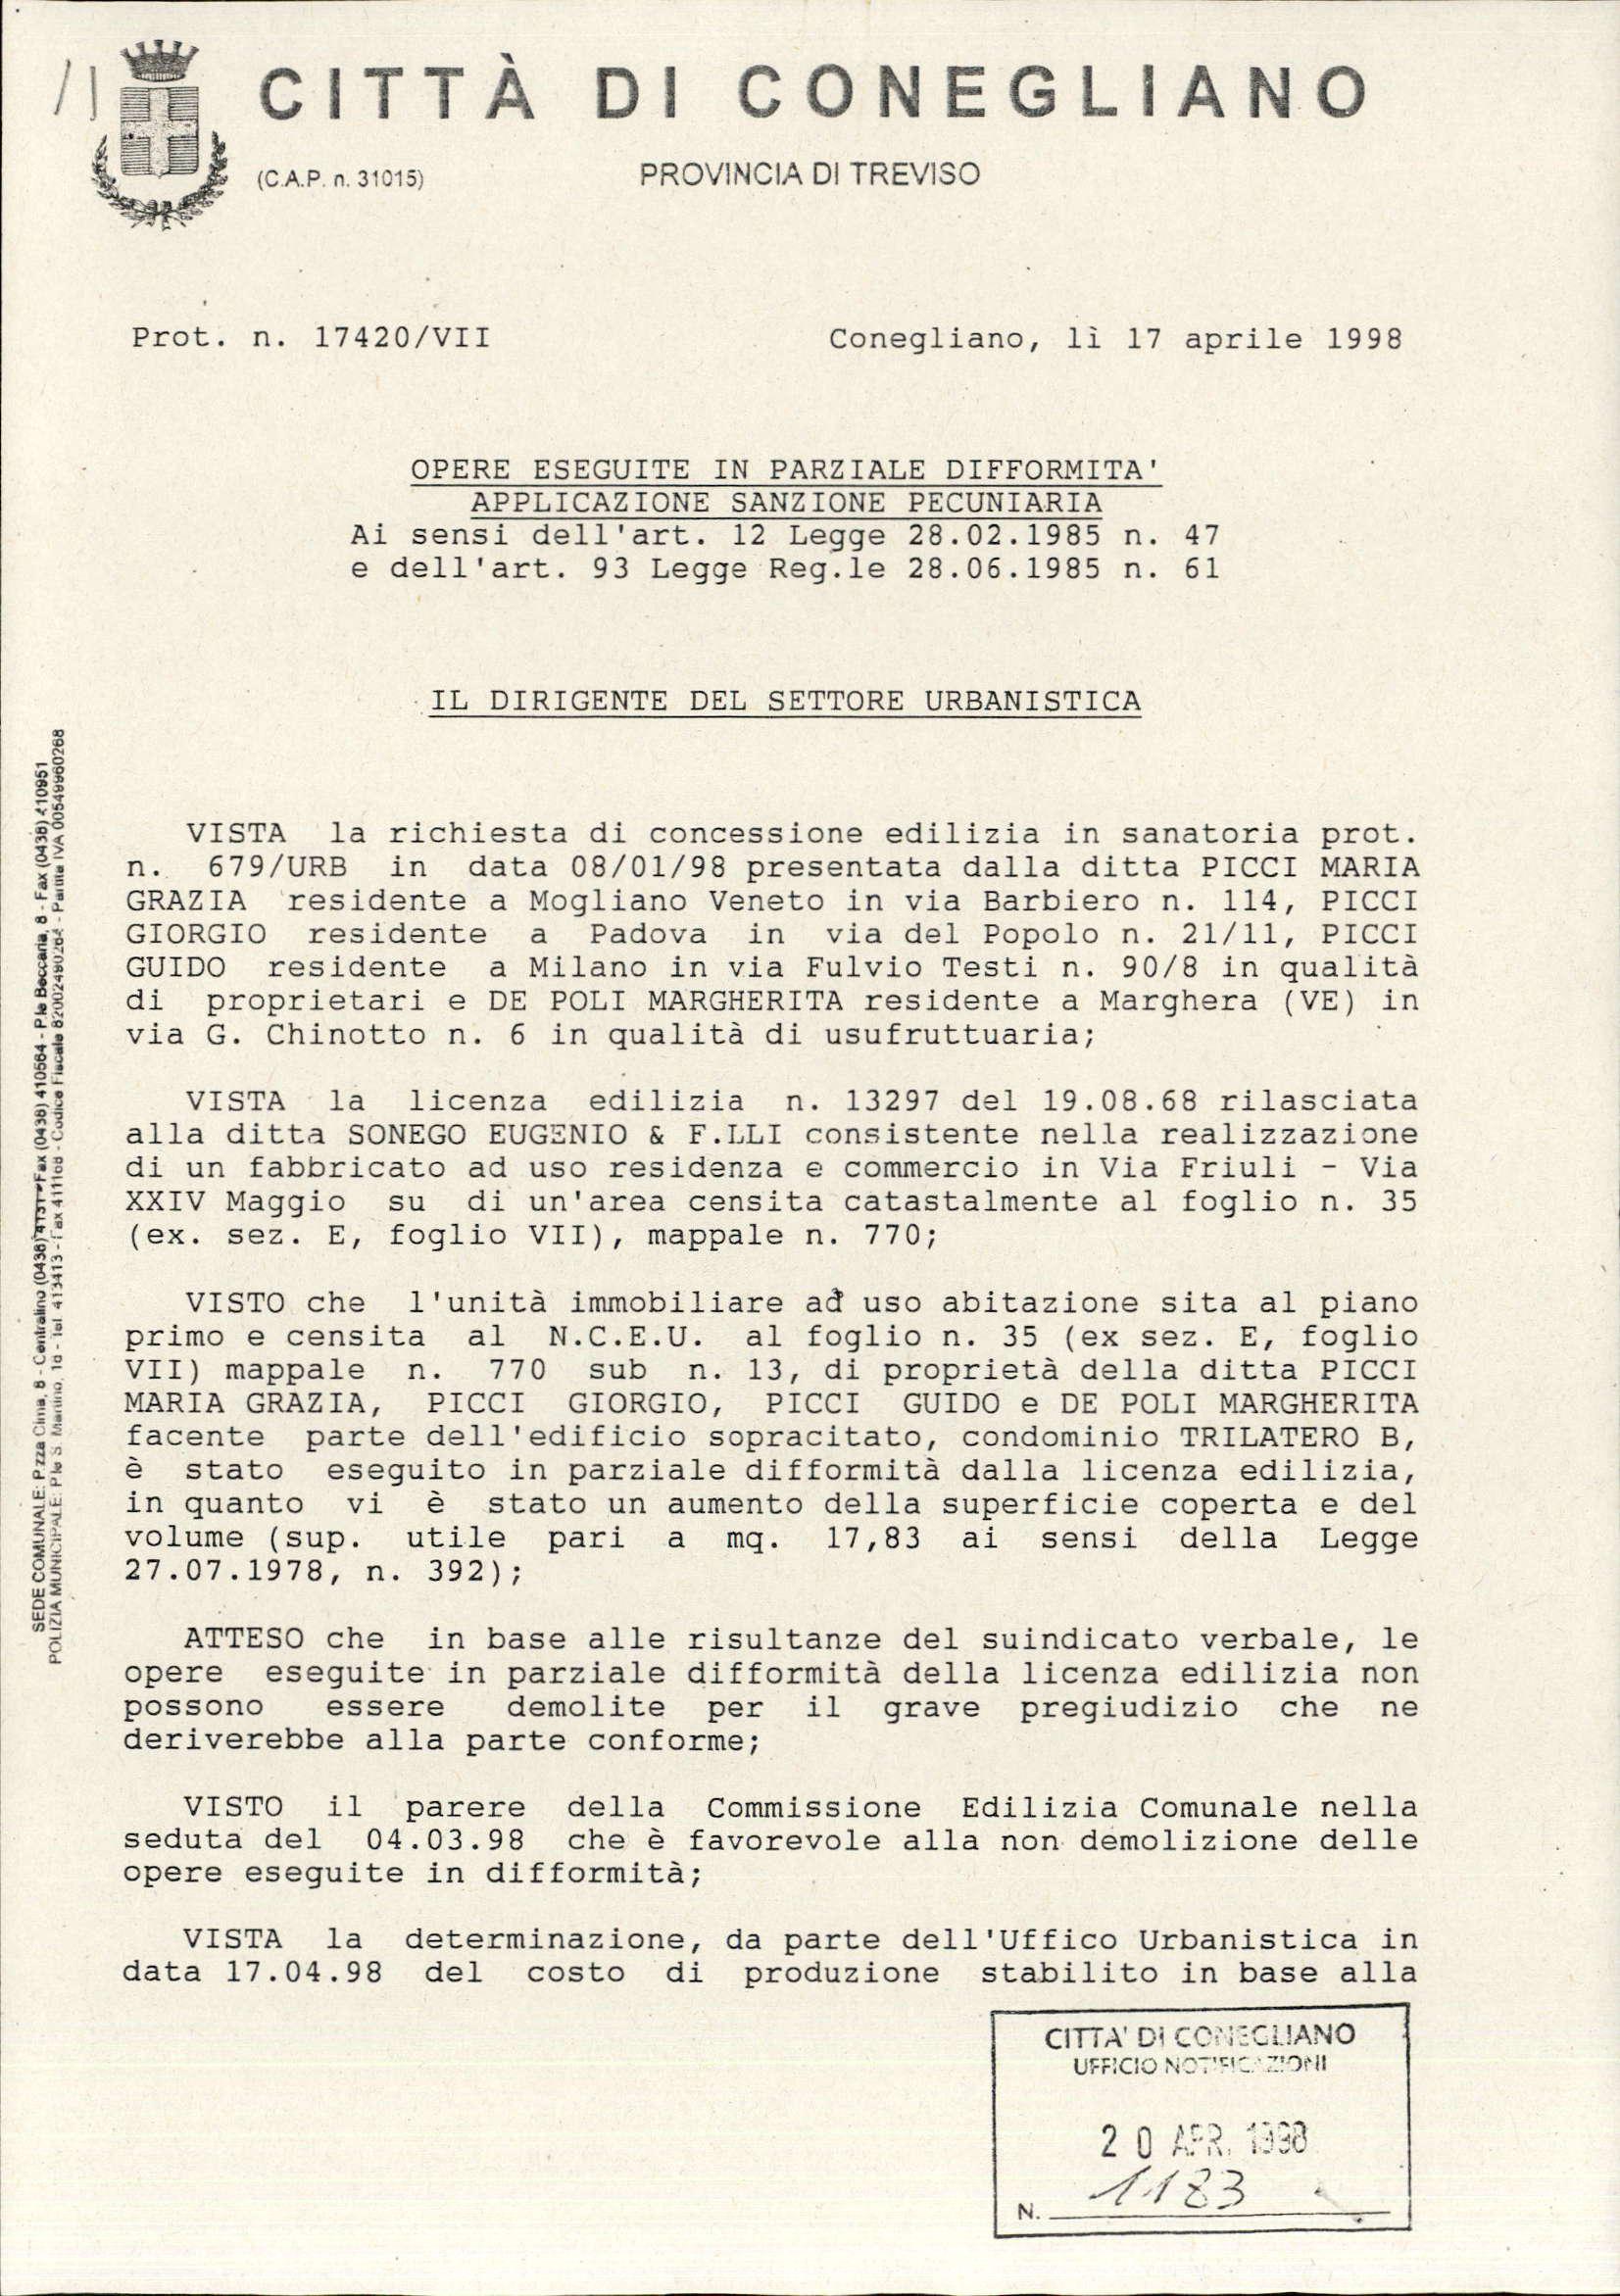 CITTÀ DI CONEGLIANO
(C.A.P. n. 31015)
PROVINCIA DI TREVISO
Prot. n. 17420/VII
Conegliano, lì 17 aprile 1998
OPERE ESEGUITE IN PARZIALE DIFFORMITA'
APPLICAZIONE SANZIONE PECUNIARIA
Ai sensi dell'art. 12 Legge 28.02.1985 n. 47
e dell'art. 93 Legge Reg.le 28.06.1985 n. 61
IL DIRIGENTE DEL SETTORE URBANISTICA
VISTA la richiesta di concessione edilizia in sanatoria prot.
n. 679/URB in data 08/01/98 presentata dalla ditta PICCI MARIA
GRAZIA residente a Mogliano Veneto in via Barbiero n. 114, PICCI
GIORGIO residente a Padova in via del Popolo n. 21/11, PICCI
GUIDO residente a Milano in via Fulvio Testi n. 90/8 in qualità
di proprietari e DE POLI MARGHERITA residente a Marghera (VE) in
via G. Chinotto n. 6 in qualità di usufruttuaria;
VISTA la licenza edilizia n. 13297 del 19.08.68 rilasciata
alla ditta SONEGO EUGENIO & F.LLI consistente nella realizzazione
di un fabbricato ad uso residenza e commercio in Via Friuli - Via
XXIV Maggio su di un'area censita catastalmente al foglio n. 35
(ex. sez. E, foglio VII), mappale n. 770;
VISTO che l'unità immobiliare ad uso abitazione sita al piano
primo e censita al N.C.E.U. al foglio n. 35 (ex sez. E, foglio
VII) mappale n. 770 sub n. 13, di proprietà della ditta PICCI
MARIA GRAZIA, PICCI GIORGIO, PICCI GUIDO e DE POLI MARGHERITA
facente parte dell'edificio sopracitato, condominio TRILATERO B,
è stato eseguito in parziale difformità dalla licenza edilizia,
in quanto vi è stato un aumento della superficie coperta e del
volume (sup. utile pari a mq. 17,83 ai sensi della Legge
27.07.1978, n. 392);
ATTESO che in base alle risultanze del suindicato verbale, le
opere eseguite in parziale difformità della licenza edilizia non
possono essere demolite per il grave pregiudizio che ne
deriverebbe alla parte conforme;
VISTO il parere della Commissione Edilizia Comunale nella
seduta del 04.03.98 che è favorevole alla non demolizione delle
opere eseguite in difformità;
VISTA la determinazione, da parte dell'Uffico Urbanistica in
data 17.04.98 del costo di produzione stabilito in base alla
CITTA' DI CONEGLIANO
UFFICIO NOTIFICAZIONI
20 APR. 1998
N. 1183
SEDE COMUNALE: P.zza Cima, 8 - Centralino (0438) Fax (0438) 410564 - P.le Beccaria, 8 - Fax (0438) 410951
POLIZIA MUNICIPALE: P.le S. Martino, - Tel. 413413 - Fax - Codice Fiscale 82002490264 - Partita IVA 00549960268